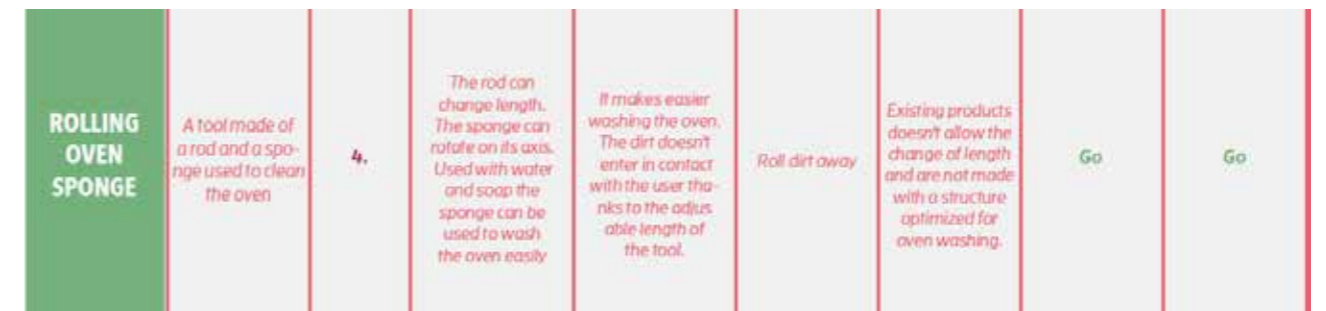 ROLLING
OVEN
SPONGE
A tool made of
a rod and a spo-
nge used to clean
the oven
4.
The rod can
change length.
The sponge can
rotate on its axis.
Used with water
and soap the
sponge can be
used to wash
the oven easily
It makes easier
washing the oven.
The dirt doesn't
enter in contact
with the user tha-
nks to the adjus
able length of
the tool.
Roll dirt away
Existing products
doesn't allow the
change of length
and are not made
with a structure
optimized for
oven washing.
Go
Go